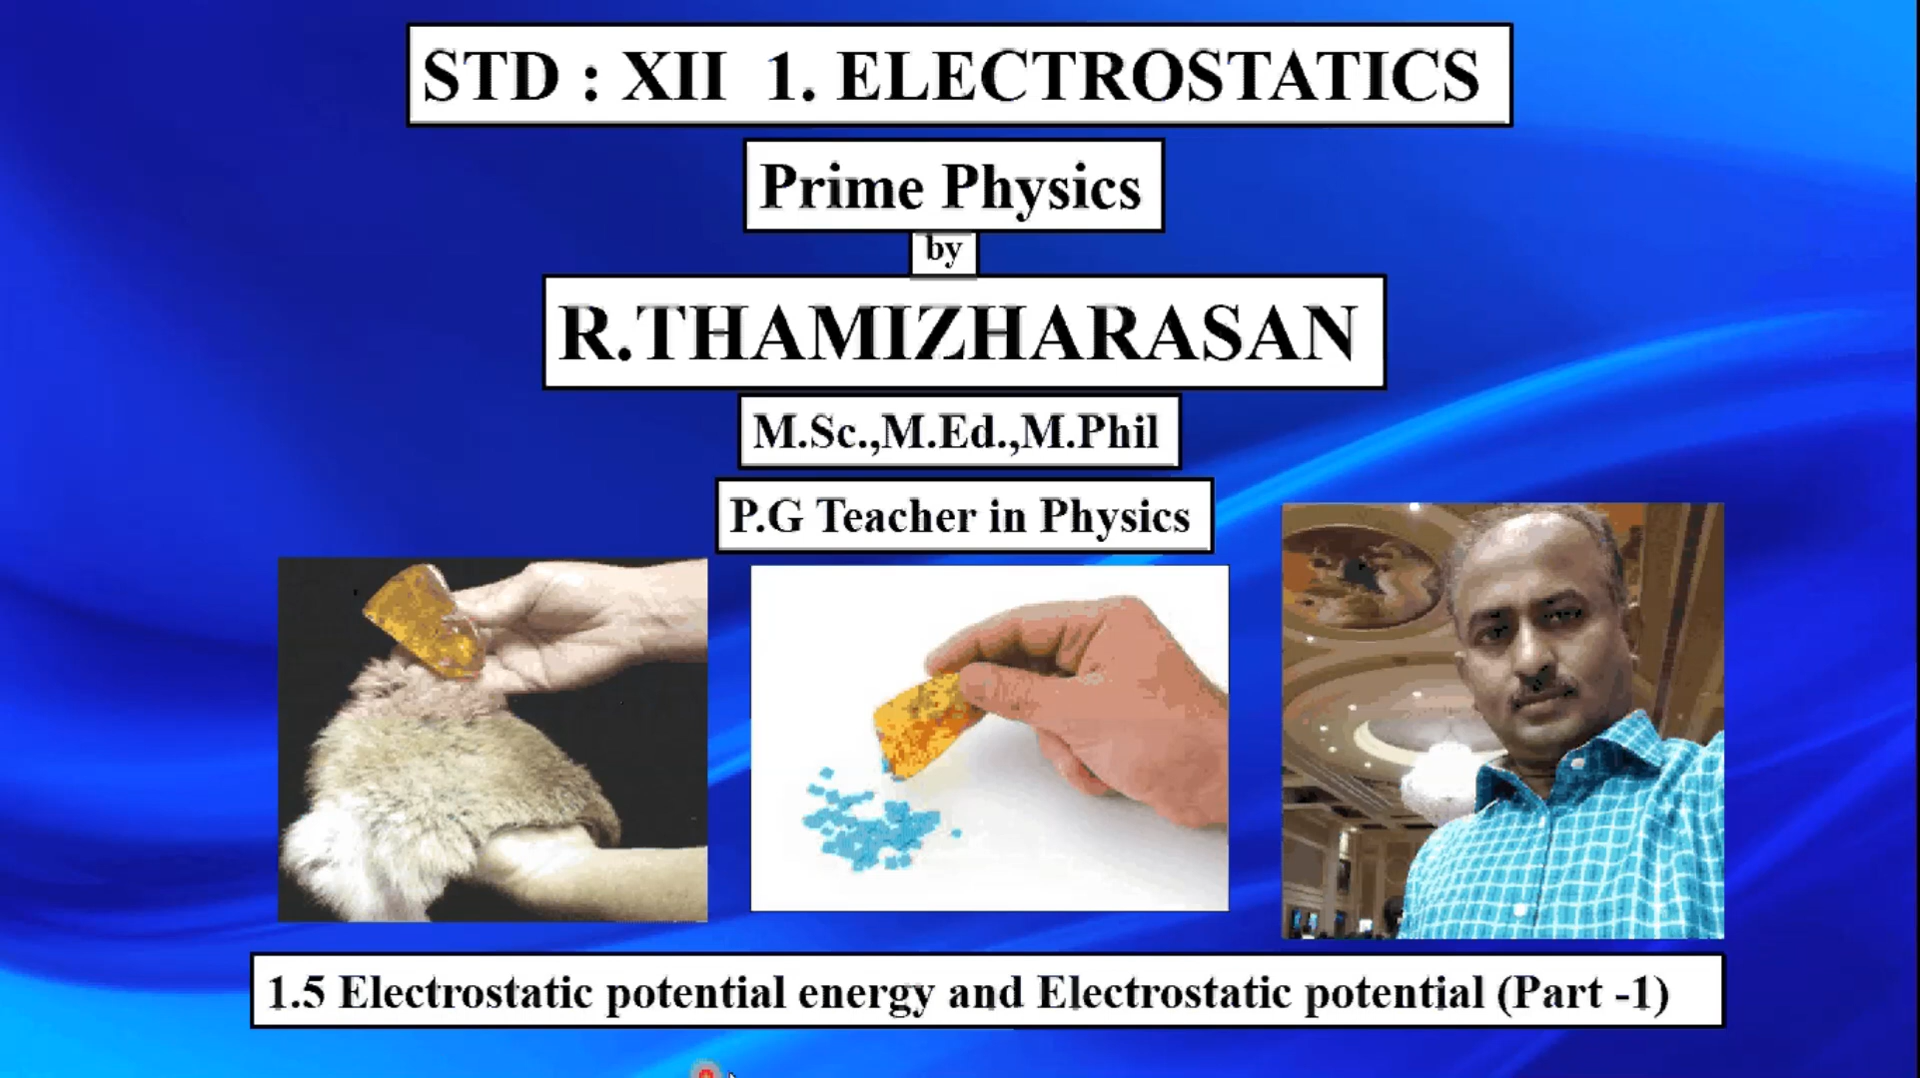 STD : XII 1. ELECTROSTATICS
Prime Physics
by
R.THAMIZHARASAN
M.Sc.,M.Ed.,M.Phil
P.G Teacher in Physics
1.5 Electrostatic potential energy and Electrostatic potential (Part -1)